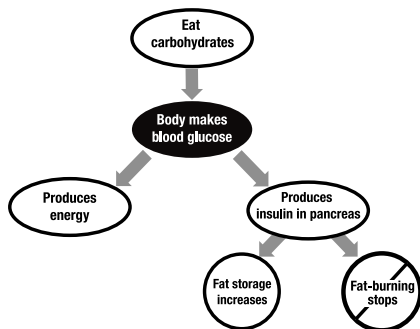 Eat
carbohydrates
Body makes
blood glucose
Produces
energy
Produces
insulin in pancreas
Fat storage
increases
Fat-burning
stops